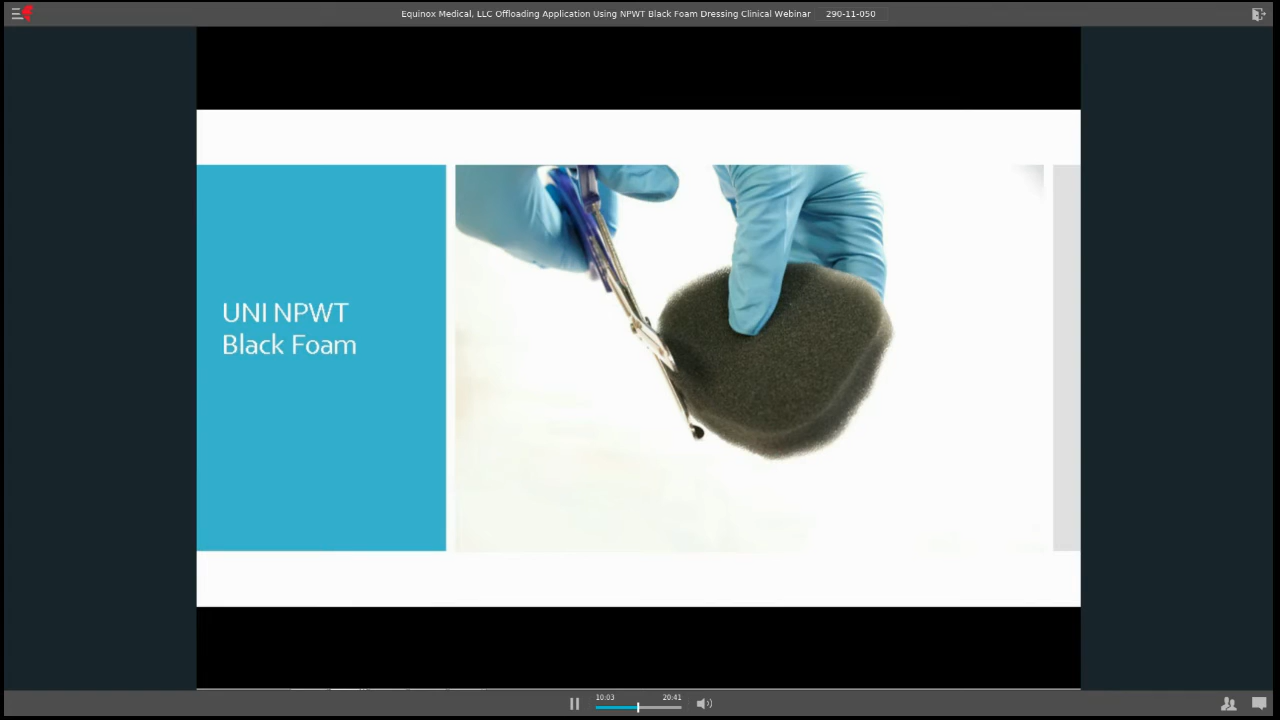 Equinox Medical, LLC Offloading Application Using NPWT Black Foam Dressing Clinical Webinar 290-11-050
UNI NPWT
Black Foam
10:03 20:41